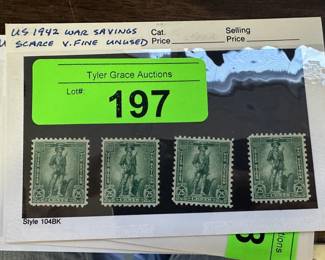 US 1942 WAR SAVINGS Cat. Selling
SCARCE V. FINE UNUSED Price Price
Tyler Grace Auctions
Lot#:
197
Style 104BK